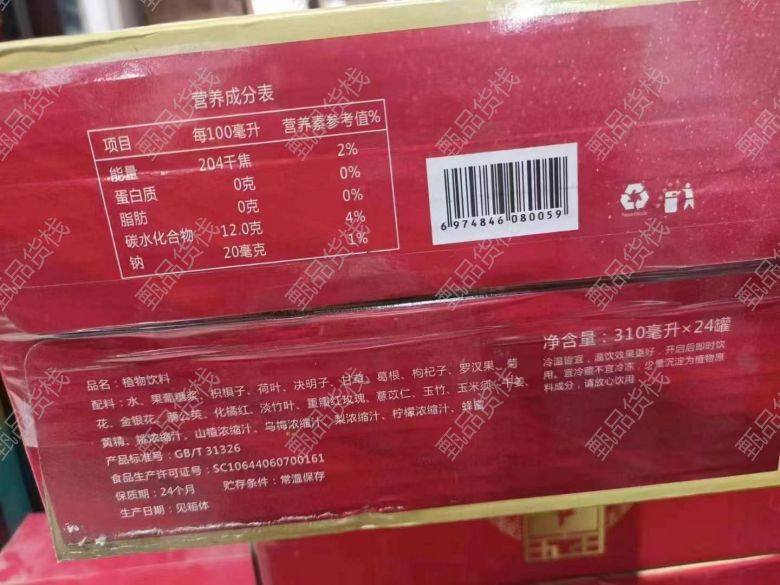 营养成分表
项目 每100毫升 营养素参考值%
能量 204千焦 2%
蛋白质 0克 0%
脂肪 0克 0%
碳水化合物 12.0克 4%
钠 20毫克 1%
6 974846 080059
净含量：310毫升×24罐
冷温皆宜，温饮效果更好，开启后即时饮
用。宜冷藏不宜冷冻，少量沉淀为植物原
料成分，请放心饮用
品名：植物饮料
配料：水、果葡糖浆、枳椇子、荷叶、决明子、甘草、葛根、枸杞子、罗汉果、菊
花、金银花、蒲公英、化橘红、淡竹叶、重瓣红玫瑰、薏苡仁、玉竹、玉米须、干姜、
黄精、浓缩汁、山楂浓缩汁、乌梅浓缩汁、梨浓缩汁、柠檬浓缩汁、蜂蜜
产品标准号：GB/T 31326
食品生产许可证号：SC10644060700161
保质期：24个月 贮存条件：常温保存
生产日期：见箱体
甄品货栈